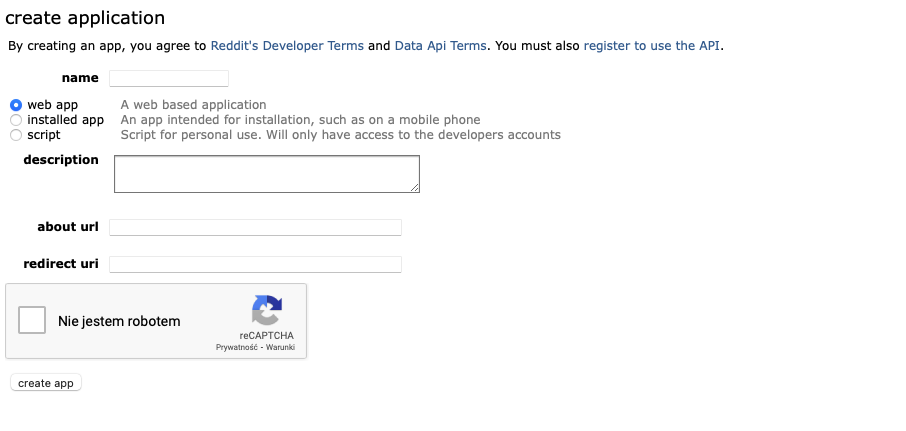 create application
By creating an app, you agree to Reddit's Developer Terms and Data Api Terms. You must also register to use the API.
name
web app A web based application
installed app An app intended for installation, such as on a mobile phone
script Script for personal use. Will only have access to the developers accounts
description
about url
redirect uri
Nie jestem robotem
reCAPTCHA
Prywatność - Warunki
create app